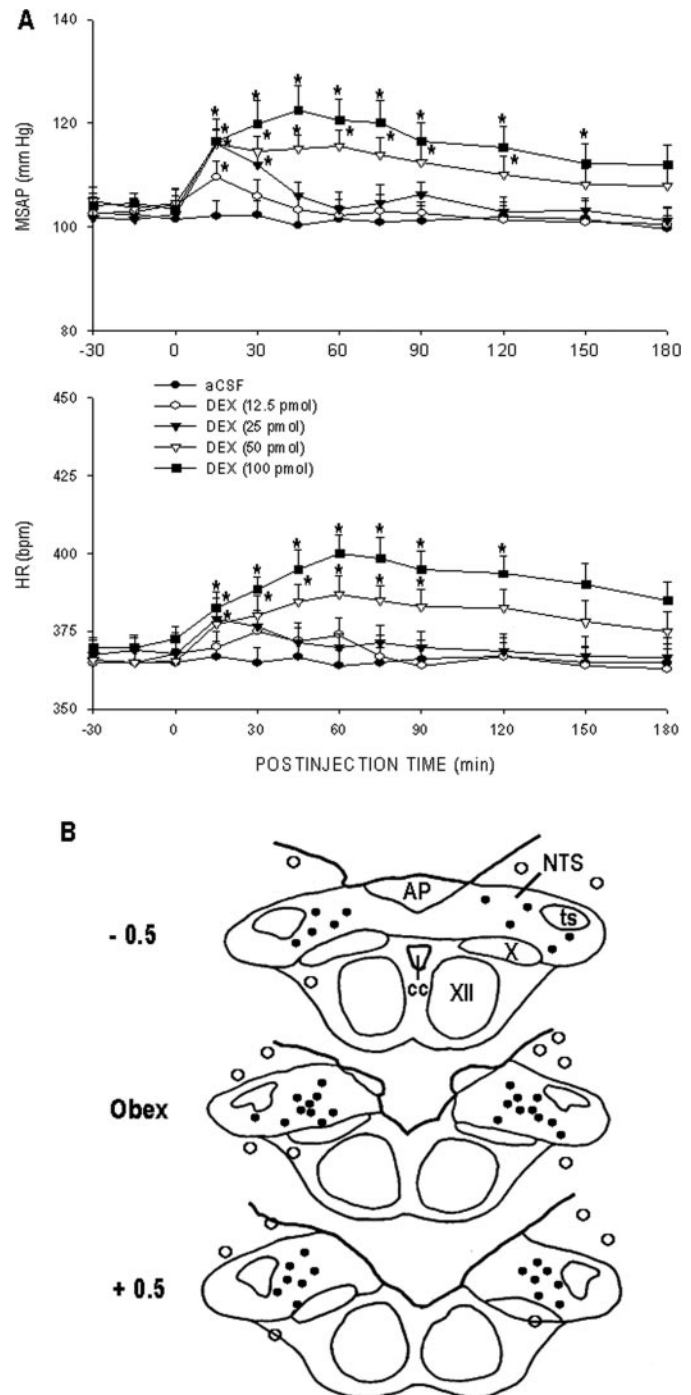 A
140
120
100
80
MSAP (mm Hg)
* * * * * * * *
* * * * * * * *
* *
-30 0 30 60 90 120 150 180
450
425
400
375
350
HR (bpm)
aCSF
DEX (12.5 pmol)
DEX (25 pmol)
DEX (50 pmol)
DEX (100 pmol)
* * * * * * *
* * * * * *
*
-30 0 30 60 90 120 150 180
POSTINJECTION TIME (min)
B
NTS
AP
ts
- 0.5
X
cc
XII
Obex
+ 0.5